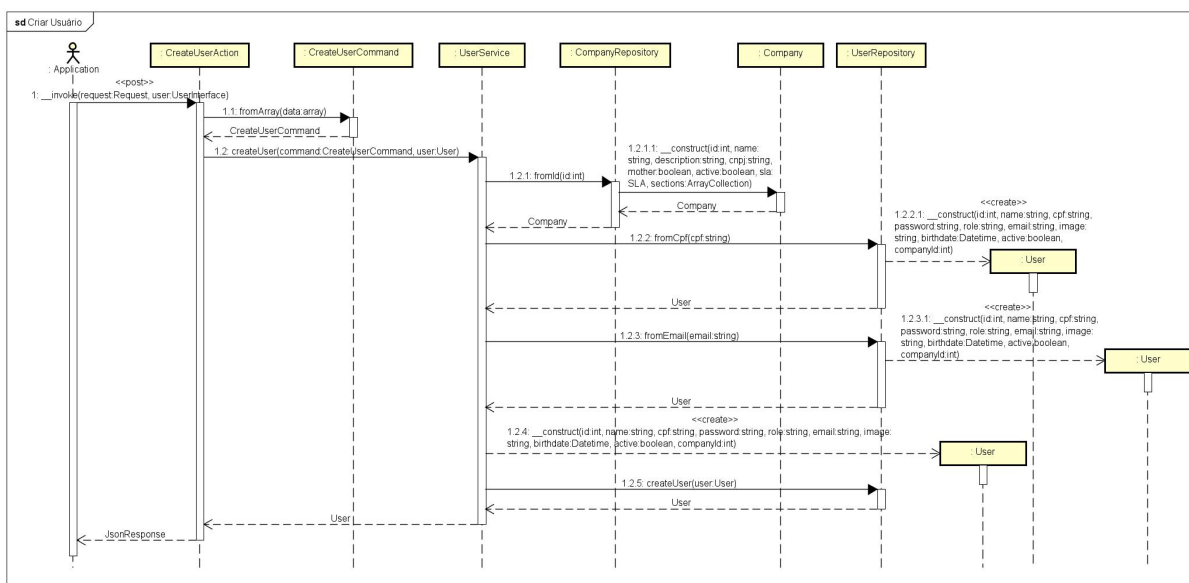 sd Criar Usuário
: Application
: CreateUserAction
: CreateUserCommand
: UserService
: CompanyRepository
: Company
: UserRepository
<<post>>
1: __invoke(request:Request, user:UserInterface)
1.1: fromArray(data:array)
CreateUserCommand
1.2: createUser(command:CreateUserCommand, user:User)
1.2.1: fromId(id:int)
1.2.1.1: __construct(id:int, name:
string, description:string, cnpj:string,
mother:boolean, active:boolean, sla:
SLA, sections:ArrayCollection)
Company
Company
1.2.2: fromCpf(cpf:string)
<<create>>
1.2.2.1: __construct(id:int, name:string, cpf:string,
password:string, role:string, email:string, image:
string, birthdate:Datetime, active:boolean,
companyId:int)
: User
User
<<create>>
1.2.3.1: __construct(id:int, name:string, cpf:string,
password:string, role:string, email:string, image:
string, birthdate:Datetime, active:boolean,
companyId:int)
1.2.3: fromEmail(email:string)
: User
User
<<create>>
1.2.4: __construct(id:int, name:string, cpf:string, password:string, role:string, email:string, image:
string, birthdate:Datetime, active:boolean, companyId:int)
: User
1.2.5: createUser(user:User)
User
User
JsonResponse